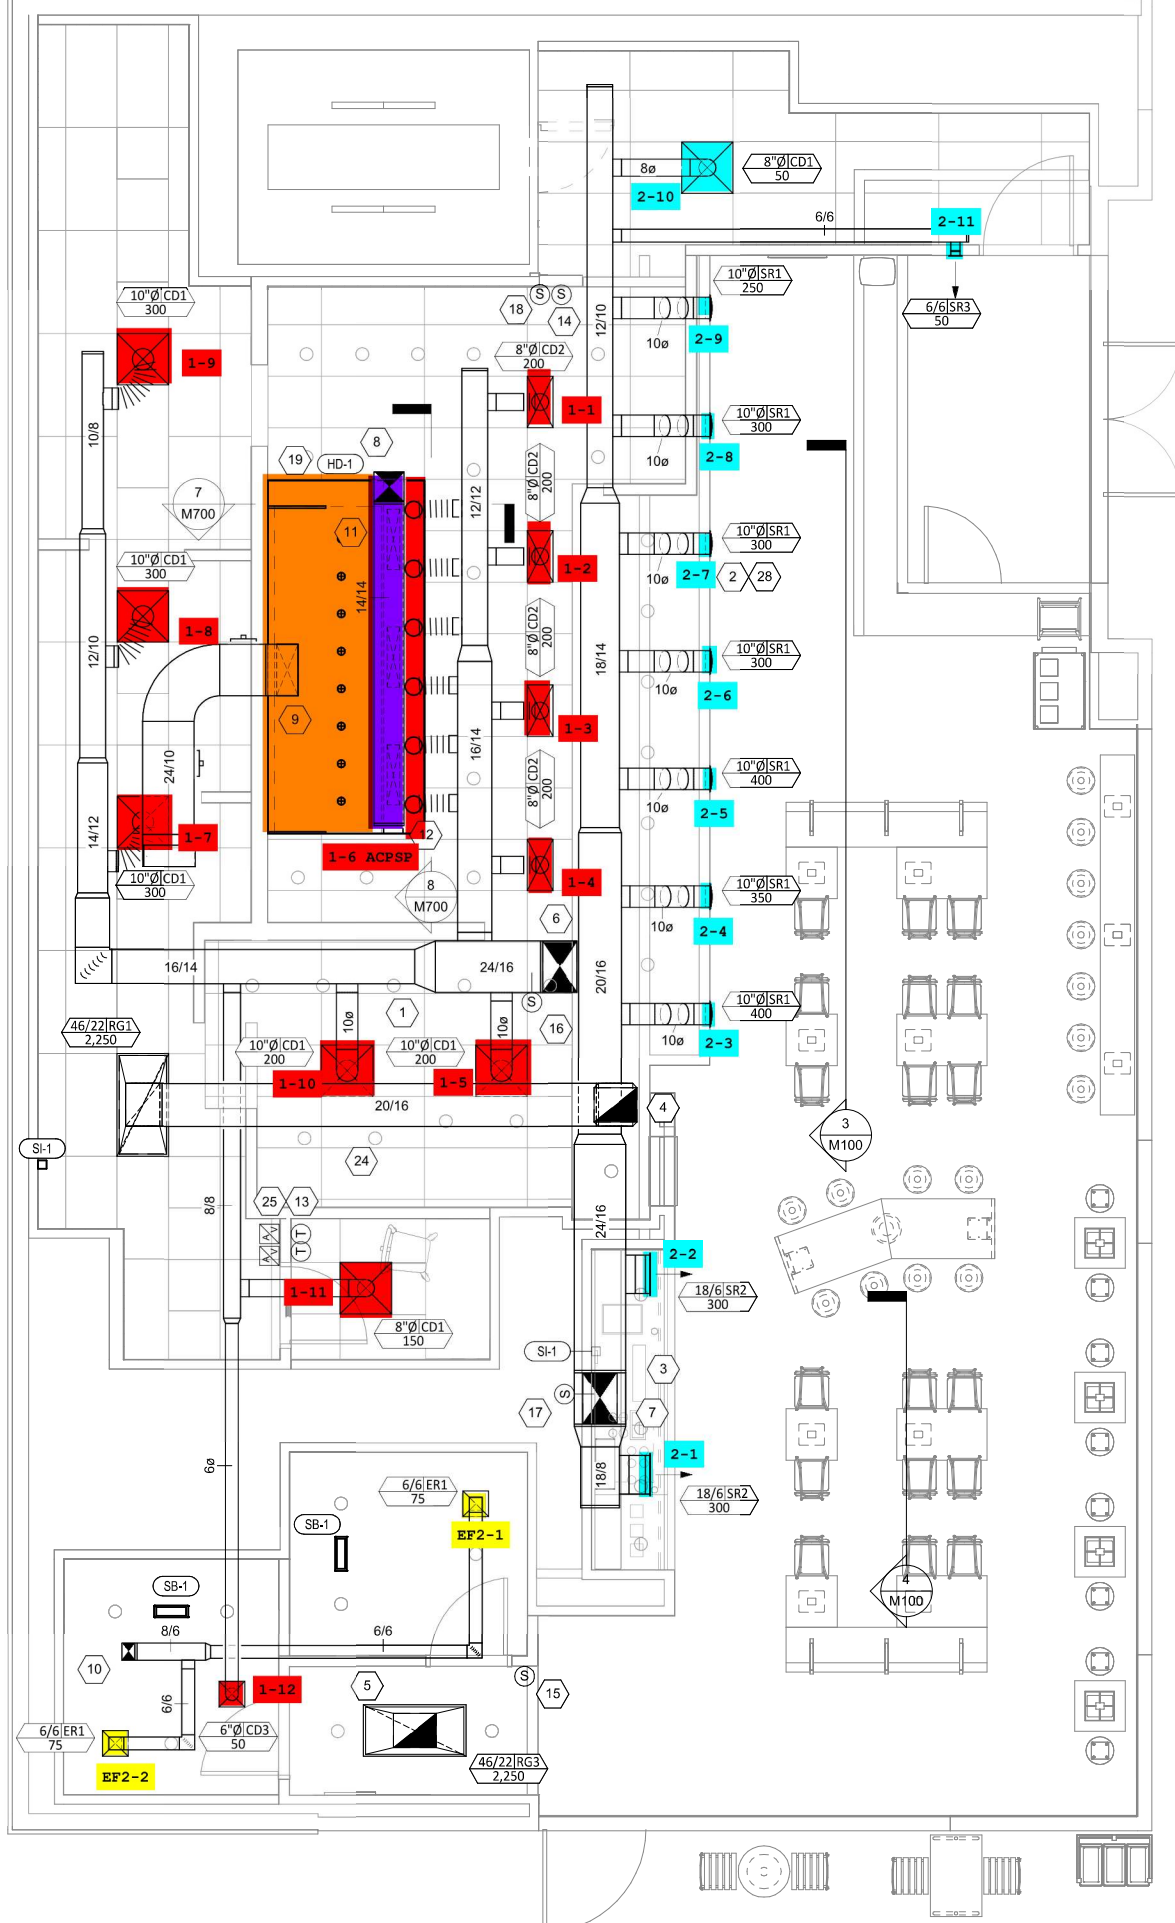 8"Ø CD1
50
8ø
2-10
2-11
6/6
10"Ø SR1
250
6/6 SR3
50
10"Ø CD1
300
18
S
S
14
12/10
10ø
2-9
8"Ø CD2
200
1-9
1-1
10"Ø SR1
300
10ø
2-8
10/8
8
19
HD-1
7
M700
11
12/12
8"Ø CD2
200
10"Ø SR1
300
10"Ø CD1
300
1-2
10ø
2-7
2
28
14/14
8"Ø CD2
200
1-8
12/10
18/14
10"Ø SR1
300
10ø
2-6
9
1-3
16/14
24/10
8"Ø CD2
200
10"Ø SR1
400
10ø
2-5
14/12
1-7
12
1-6 ACPSP
1-4
10"Ø CD1
300
8
M700
10"Ø SR1
350
6
10ø
2-4
16/14
24/16
20/16
S
10"Ø SR1
400
46/22 RG1
2,250
1
10ø
10ø
16
10ø
2-3
10"Ø CD1
200
10"Ø CD1
200
1-10
1-5
20/16
4
3
M100
SI-1
24
25
13
8/8
A V
T
A V
T
24/16
2-2
1-11
18/6 SR2
300
8"Ø CD1
150
SI-1
3
S
17
7
6ø
2-1
18/8
18/6 SR2
300
6/6 ER1
75
SB-1
EF2-1
SB-1
4
M100
8/6
6/6
10
5
S
15
1-12
6/6
6/6 ER1
75
6"Ø CD3
50
EF2-2
46/22 RG3
2,250